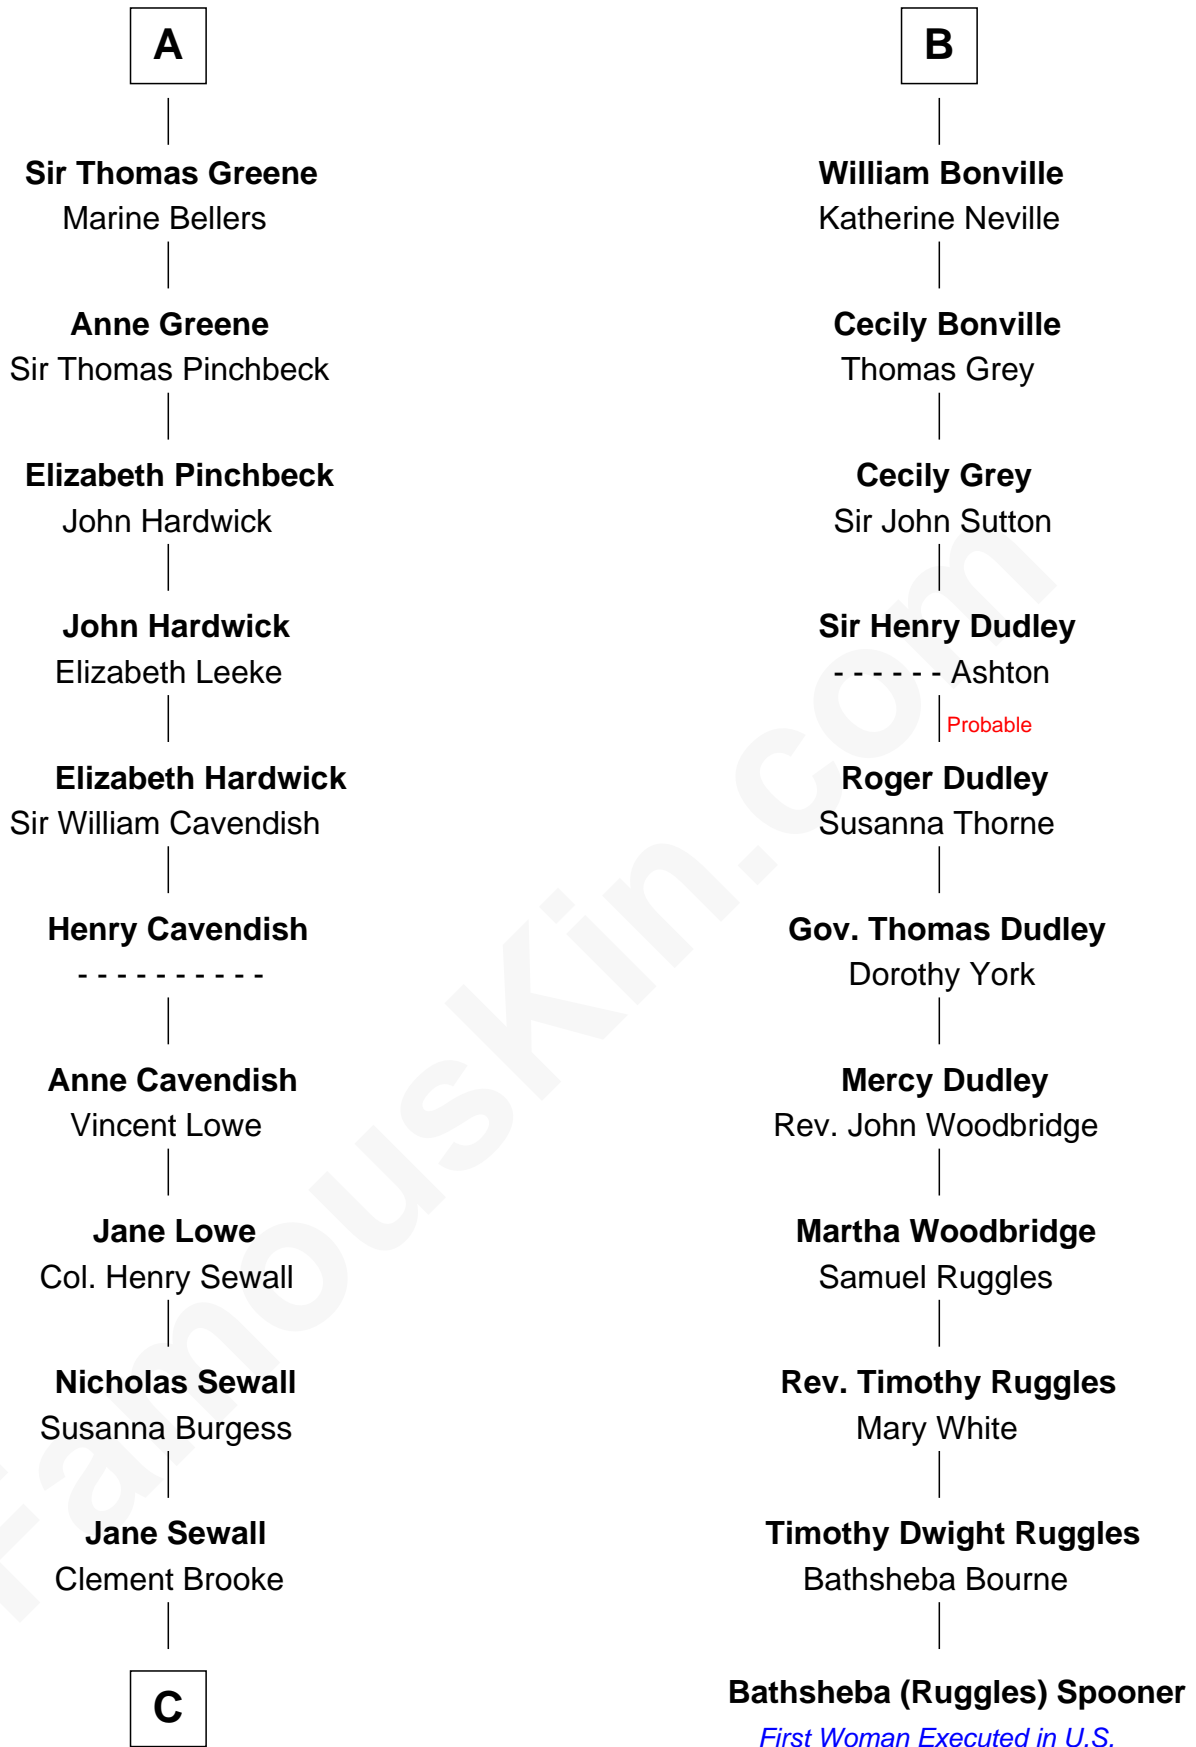 A
Sir Thomas Greene
Marine Bellers
Anne Greene
Sir Thomas Pinchbeck
Elizabeth Pinchbeck
John Hardwick
John Hardwick
Elizabeth Leeke
Elizabeth Hardwick
Sir William Cavendish
Henry Cavendish
- - - - - - - - - -
Anne Cavendish
Vincent Lowe
Jane Lowe
Col. Henry Sewall
Nicholas Sewall
Susanna Burgess
Jane Sewall
Clement Brooke
C
B
William Bonville
Katherine Neville
Cecily Bonville
Thomas Grey
Cecily Grey
Sir John Sutton
Sir Henry Dudley
- - - - - - Ashton
Probable
Roger Dudley
Susanna Thorne
Gov. Thomas Dudley
Dorothy York
Mercy Dudley
Rev. John Woodbridge
Martha Woodbridge
Samuel Ruggles
Rev. Timothy Ruggles
Mary White
Timothy Dwight Ruggles
Bathsheba Bourne
Bathsheba (Ruggles) Spooner
First Woman Executed in U.S.
FamousKin.com